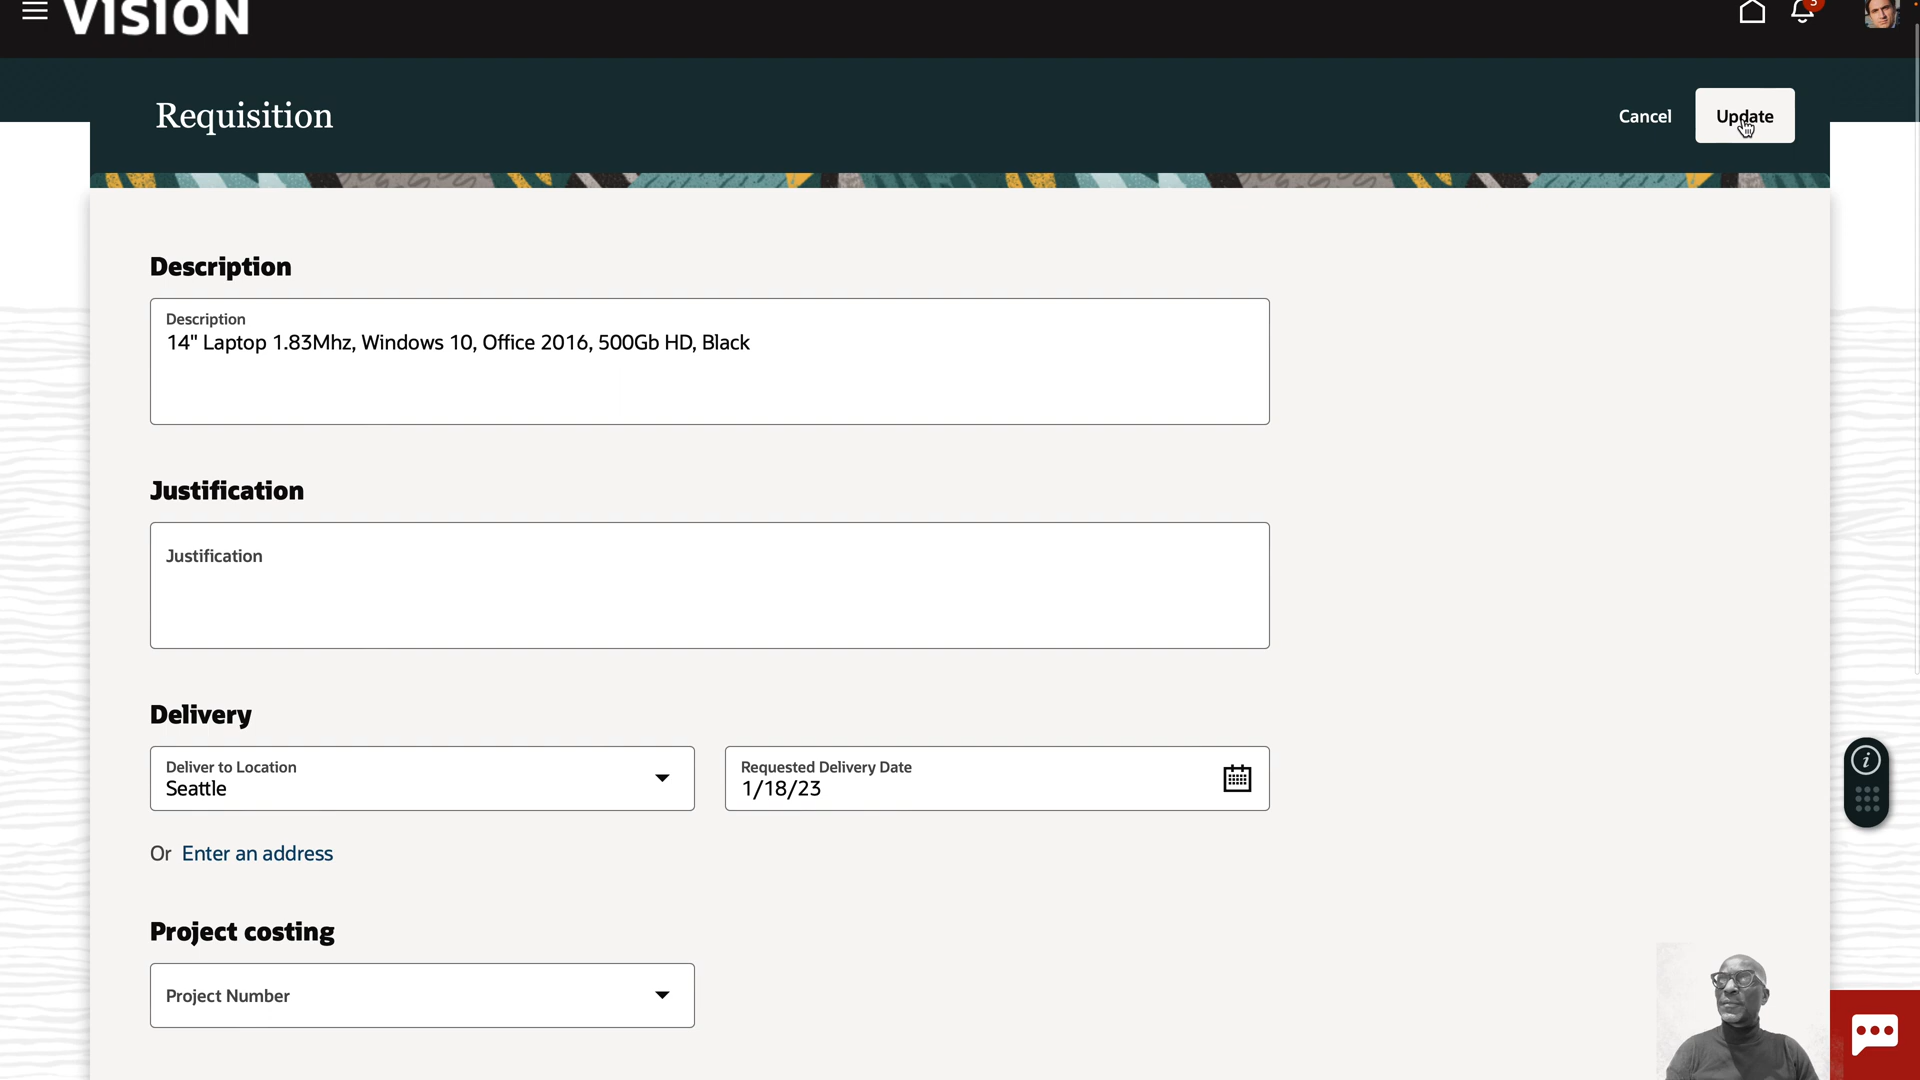 VISION
3
Requisition
Cancel
Update
Description
Description
14" Laptop 1.83Mhz, Windows 10, Office 2016, 500Gb HD, Black
Justification
Justification
Delivery
Deliver to Location
Seattle
Requested Delivery Date
1/18/23
Or Enter an address
Project costing
Project Number